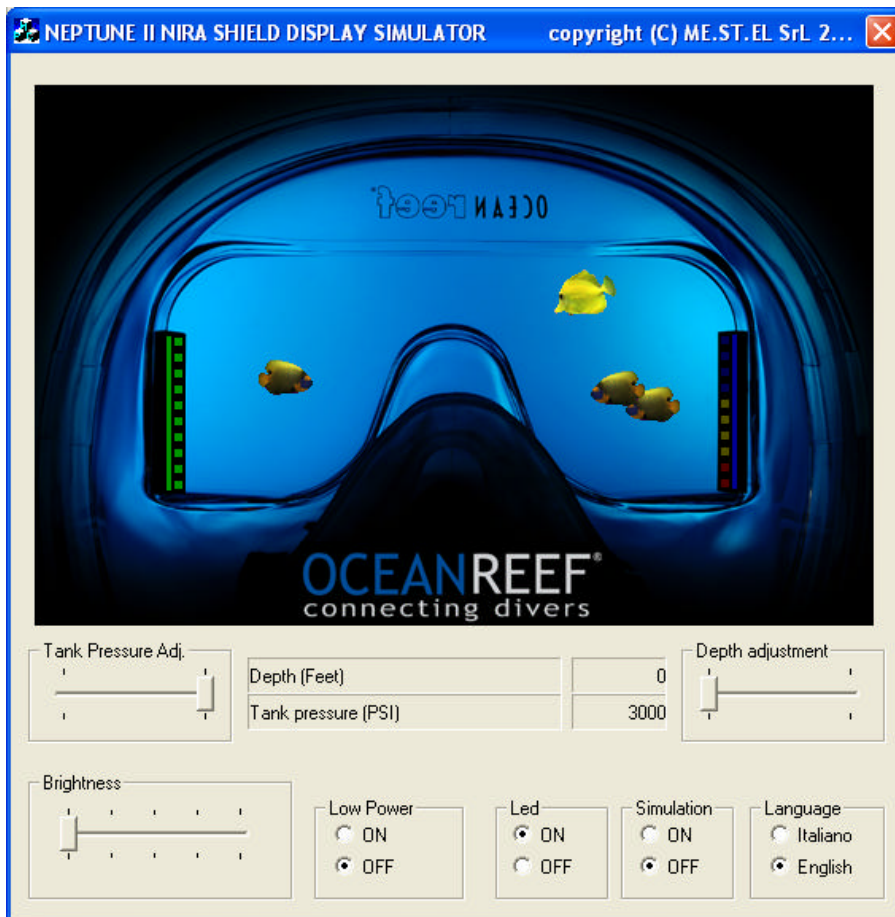 NEPTUNE II NIRA SHIELD DISPLAY SIMULATOR copyright (C) ME.ST.EL SrL 2...
OCEAN reef®
OCEANREEF®
connecting divers
Tank Pressure Adj.
Depth (Feet) 0
Tank pressure (PSI) 3000
Depth adjustment
Brightness
Low Power
ON
OFF
Led
ON
OFF
Simulation
ON
OFF
Language
Italiano
English